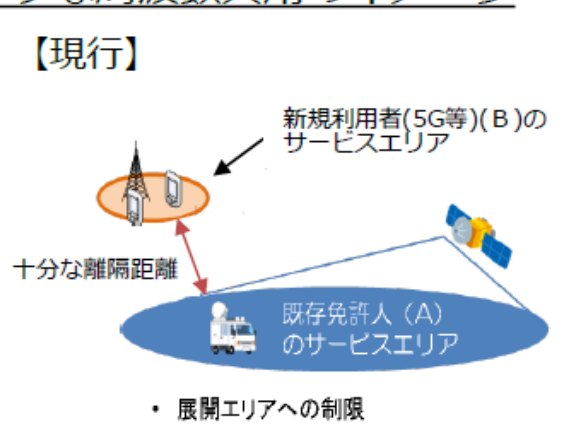 【現行】
新規利用者(5G等)(B)の
サービスエリア
十分な離隔距離
既存免許人（A）
のサービスエリア
・ 展開エリアへの制限